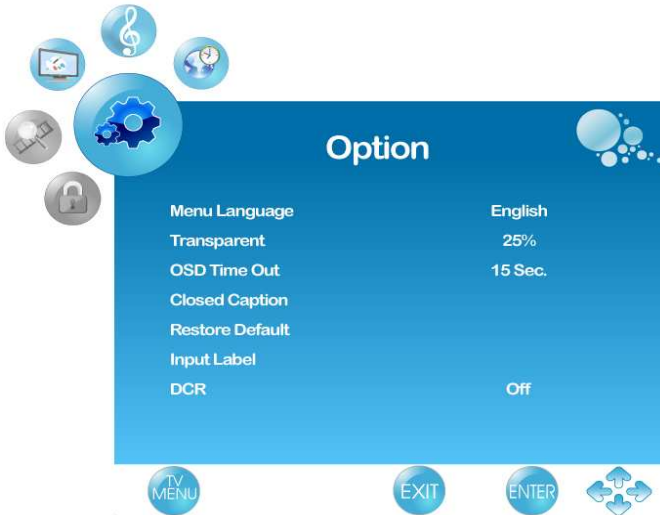 Option
Menu Language English
Transparent 25%
OSD Time Out 15 Sec.
Closed Caption
Restore Default
Input Label
DCR Off
TV
MENU EXIT ENTER